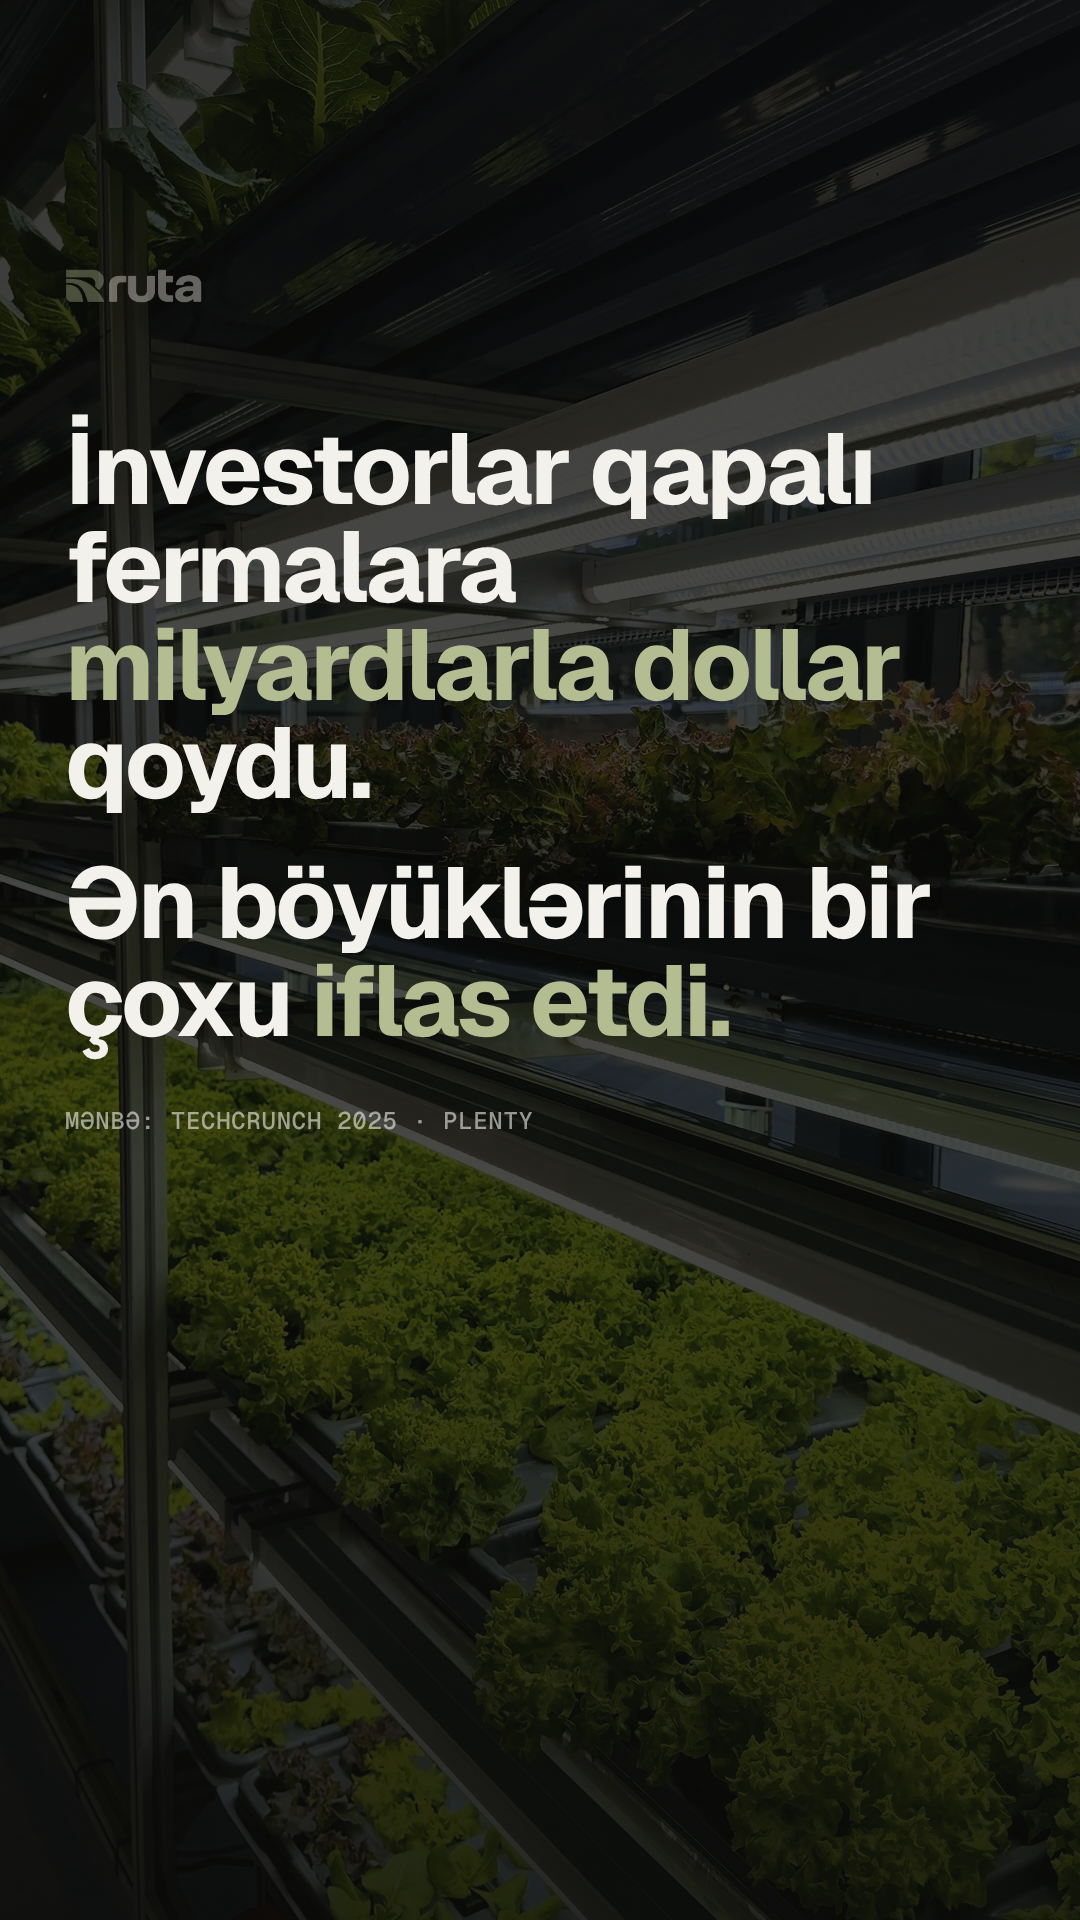 ruta
İnvestorlar qapalı
fermalara
milyardlarla dollar
qoydu.
Ən böyüklərinin bir
çoxu iflas etdi.
MƏNBƏ: TECHCRUNCH 2025 · PLENTY